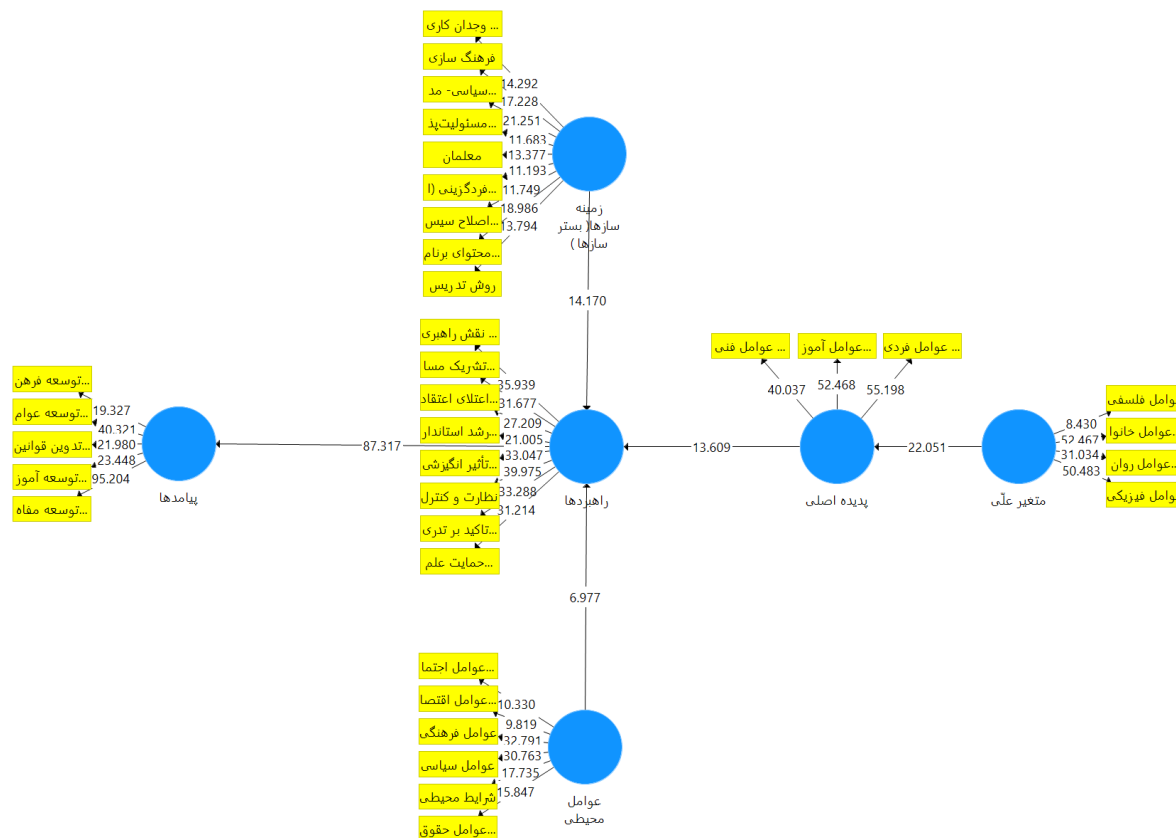 وجدان کاری ...
فرهنگ سازی
سیاسی- مد...
مسئولیت‌پذ...
معلمان
فردگزینی (ا...
اصلاح سیس...
محتوای برنام...
روش تدریس
14.292
17.228
21.251
11.683
13.377
11.193
11.749
18.986
13.794
زمینه
سازها( بستر
سازها )
14.170
نقش راهبری ...
تشریک مسا...
اعتلای اعتقاد...
رشد استاندار...
تأثیر انگیزشی...
نظارت و کنترل
تاکید بر تدری...
حمایت علم...
35.939
31.677
27.209
21.005
33.047
39.975
33.288
31.214
راهبردها
عوامل فنی ...
عوامل آموز...
عوامل فردی ...
40.037
52.468
55.198
پدیده اصلی
13.609
22.051
عوامل فلسفی
عوامل خانوا...
عوامل روان...
عوامل فیزیکی
8.430
52.467
31.034
50.483
متغیر علّی
توسعه فرهن...
توسعه عوام...
تدوین قوانین...
توسعه آموز...
توسعه مفاه...
19.327
40.321
21.980
23.448
95.204
پیامدها
87.317
6.977
عوامل اجتما...
عوامل اقتصا...
عوامل فرهنگی
عوامل سیاسی
شرایط محیطی
عوامل حقوق...
10.330
9.819
32.791
30.763
17.735
15.847
عوامل
محیطی